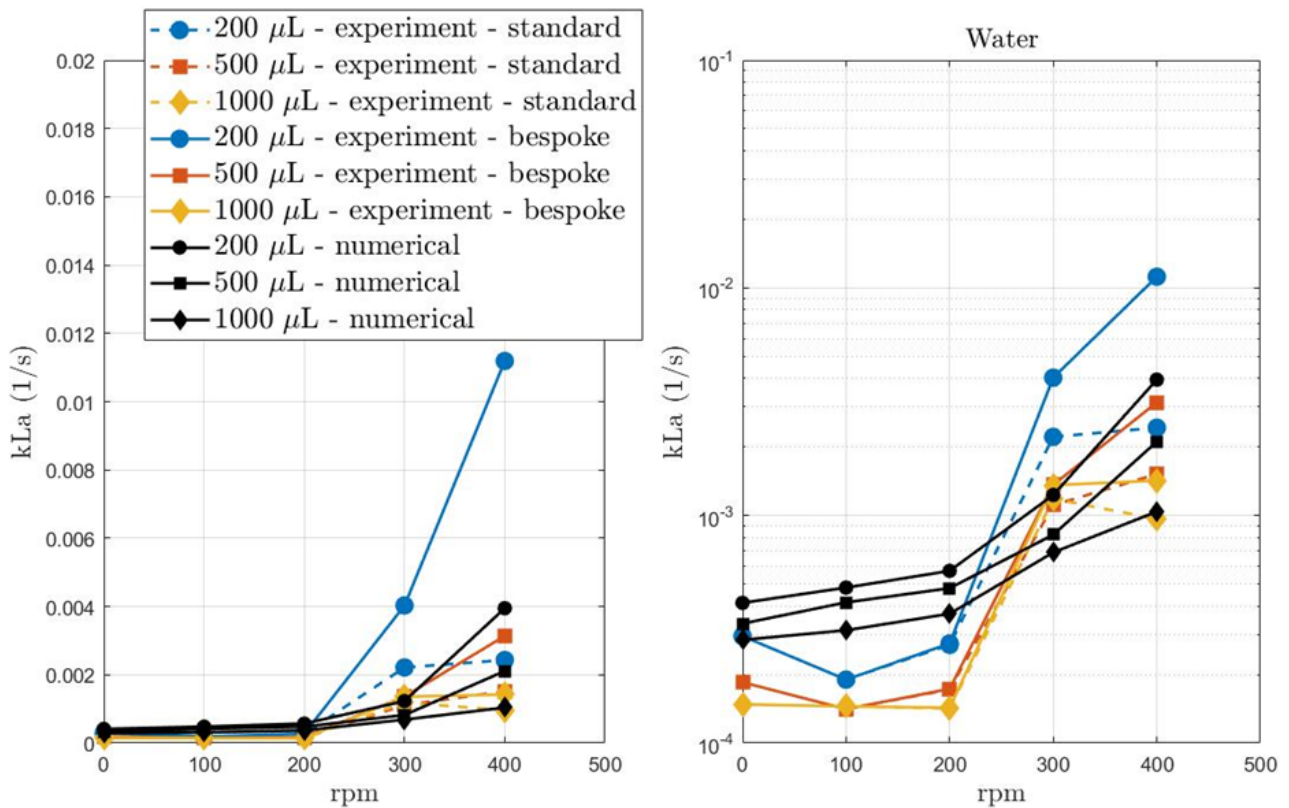 200 μL - experiment - standard
500 μL - experiment - standard
1000 μL - experiment - standard
200 μL - experiment - bespoke
500 μL - experiment - bespoke
1000 μL - experiment - bespoke
200 μL - numerical
500 μL - numerical
1000 μL - numerical
0.02
0.018
0.016
0.014
0.012
0.01
0.008
0.006
0.004
0.002
0
kLa (1/s)
0 100 200 300 400 500
rpm
Water
10-1
10-2
10-3
10-4
kLa (1/s)
0 100 200 300 400 500
rpm